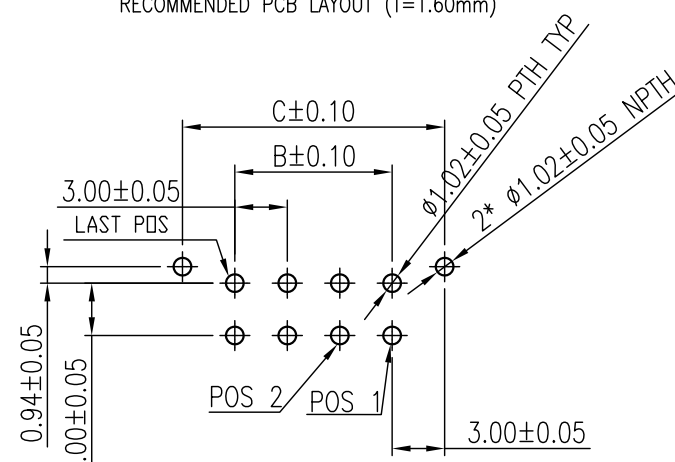 RECOMMENDED PCB LAYOUT (T=1.60mm)
C±0.10
B±0.10
3.00±0.05
LAST POS
ø1.02±0.05 PTH TYP
2* ø1.02±0.05 NPTH
0.94±0.05
.00±0.05
POS 2
POS 1
3.00±0.05